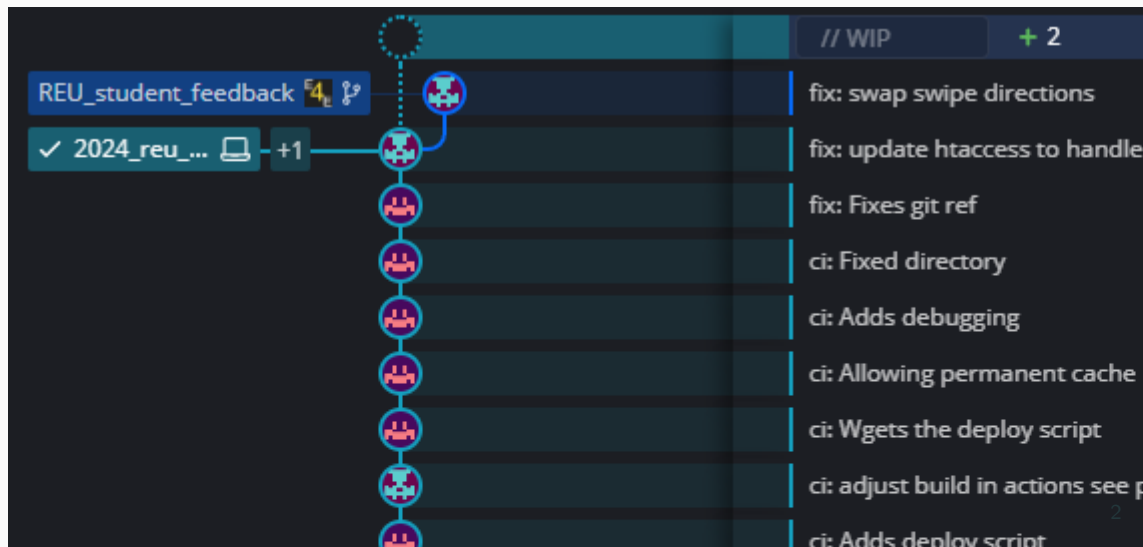 // WIP + 2
REU_student_feedback E4E fix: swap swipe directions
2024_reu_... +1 fix: update htaccess to handle
fix: Fixes git ref
ci: Fixed directory
ci: Adds debugging
ci: Allowing permanent cache
ci: Wgets the deploy script
ci: adjust build in actions see p
2
ci: Adds deploy script